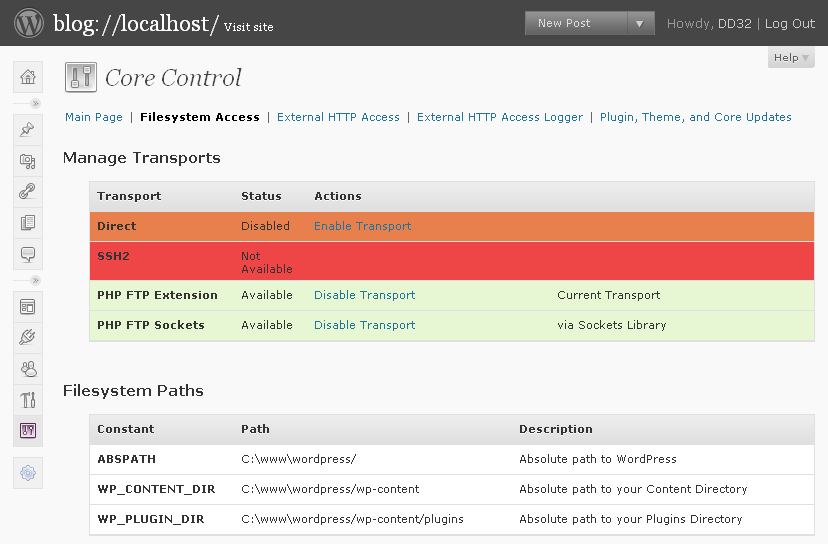 blog://localhost/ Visit site New Post Howdy, DD32 | Log Out
Help
Core Control
Main Page | Filesystem Access | External HTTP Access | External HTTP Access Logger | Plugin, Theme, and Core Updates
Manage Transports
Transport Status Actions
Direct Disabled Enable Transport
SSH2 Not
Available
PHP FTP Extension Available Disable Transport Current Transport
PHP FTP Sockets Available Disable Transport via Sockets Library
Filesystem Paths
Constant Path Description
ABSPATH C:\www\wordpress/ Absolute path to WordPress
WP_CONTENT_DIR C:\www\wordpress/wp-content Absolute path to your Content Directory
WP_PLUGIN_DIR C:\www\wordpress/wp-content/plugins Absolute path to your Plugins Directory